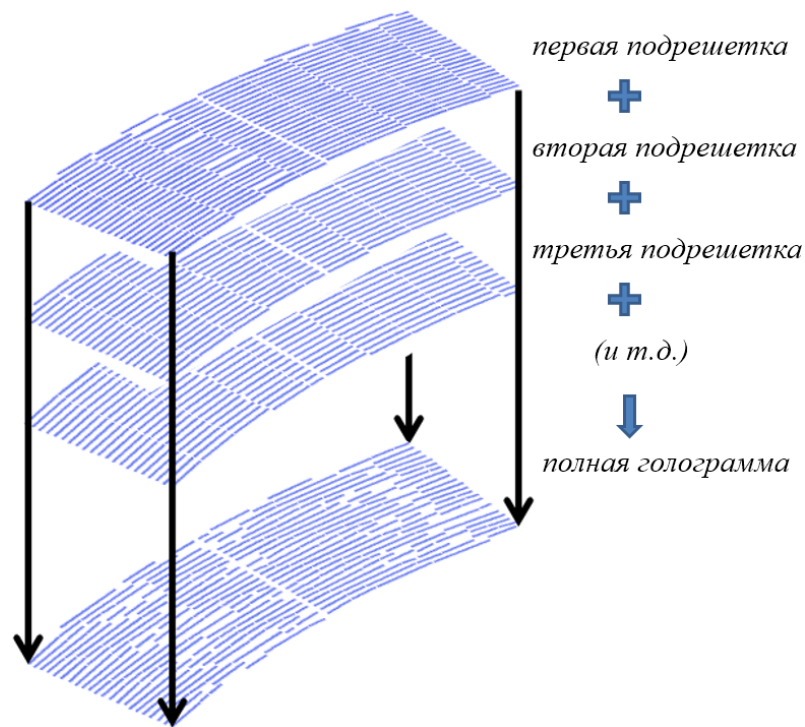 первая подрешетка
вторая подрешетка
третья подрешетка
(и т.д.)
полная голограмма